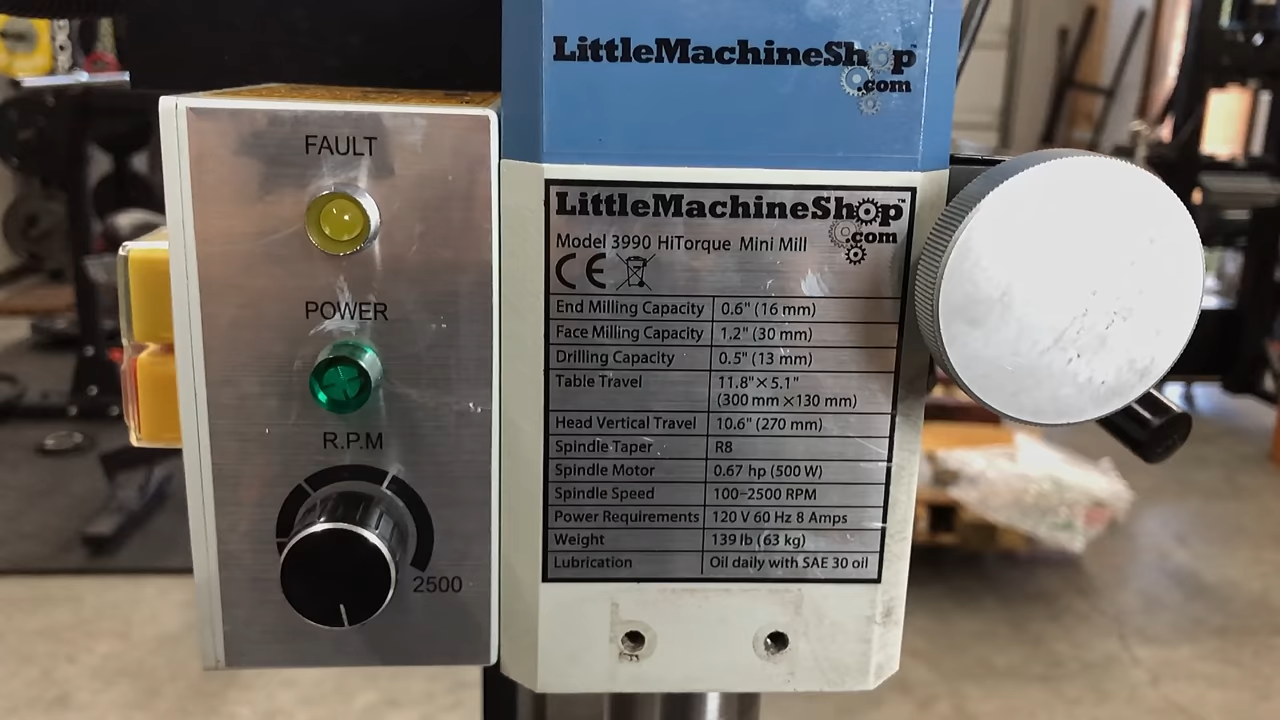 LittleMachineShop
.com
FAULT
POWER
R.P.M
2500
LittleMachineShop™
.com
Model 3990 HiTorque Mini Mill
CE
End Milling Capacity 0.6" (16 mm)
Face Milling Capacity 1.2" (30 mm)
Drilling Capacity 0.5" (13 mm)
Table Travel 11.8"×5.1"
(300 mm ×130 mm)
Head Vertical Travel 10.6" (270 mm)
Spindle Taper R8
Spindle Motor 0.67 hp (500 W)
Spindle Speed 100–2500 RPM
Power Requirements 120 V 60 Hz 8 Amps
Weight 139 lb (63 kg)
Lubrication Oil daily with SAE 30 oil